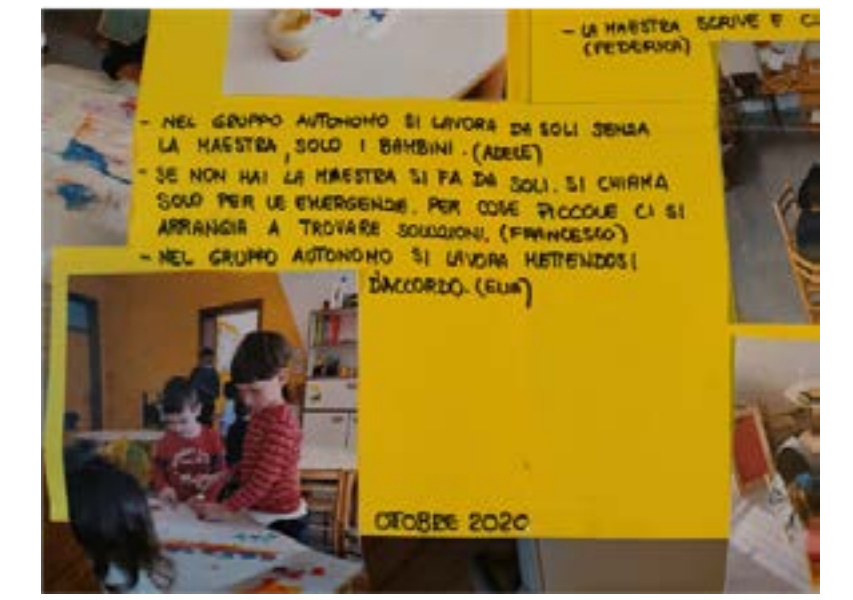 - LA MAESTRA SCRIVE E
(FEDERICA)
- NEL GRUPPO AUTONOMO SI LAVORA DA SOLI SENZA
LA MAESTRA, SOLO I BAMBINI. (ADELE)
- SE NON HAI LA MAESTRA SI FA DA SOLI. SI CHIAMA
SOLO PER LE EMERGENZE. PER COSE PICCOLE CI SI
ARRANGIA A TROVARE SOLUZIONI. (FRANCESCO)
- NEL GRUPPO AUTONOMO SI LAVORA METTENDOSI
D'ACCORDO. (ELIA)
OTTOBRE 2020